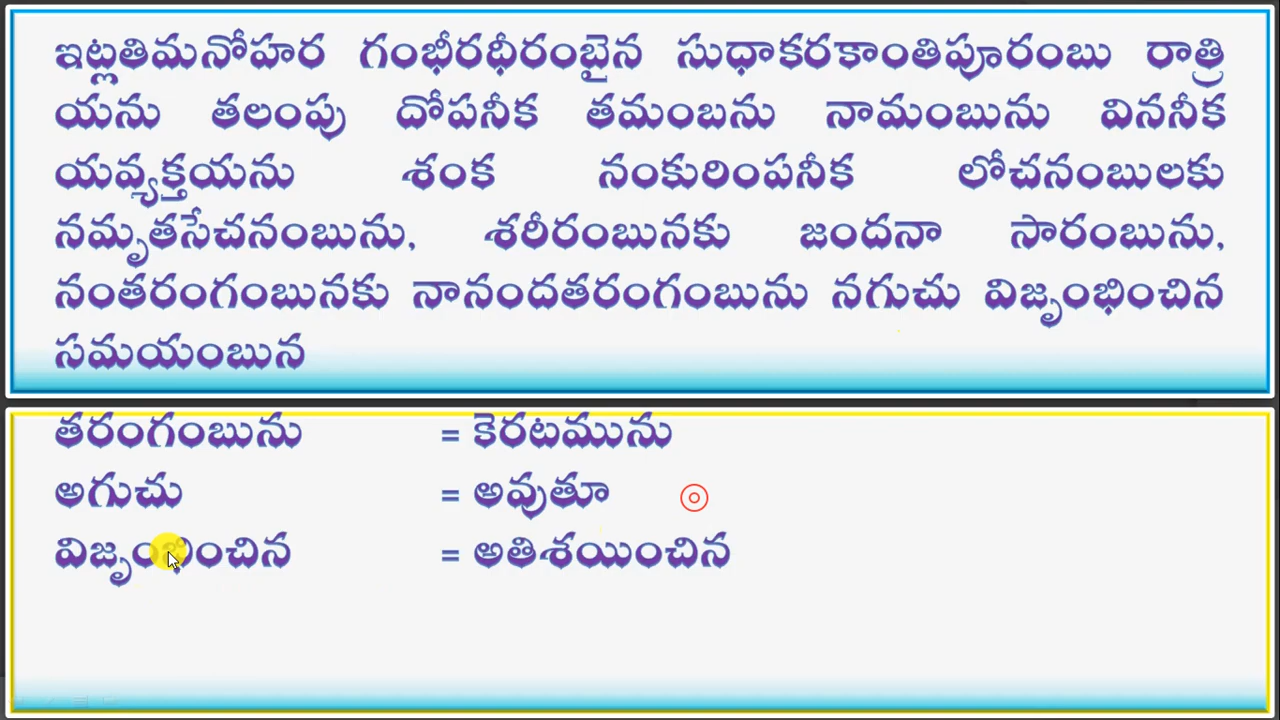 ఇట్లతిమనోహర గంభీరధీరంబైన సుధాకరకాంతిపూరంబు రాత్రి
యను తలంపు దోపనీక తమంబను నామంబును విననీక
యవ్యక్తయను శంక నంకురింపనీక లోచనంబులకు
నమృతసేచనంబును, శరీరంబునకు జందనా సారంబును,
నంతరంగంబునకు నానందతరంగంబును నగుచు విజృంభించిన
సమయంబున
తరంగంబును = కెరటమును
అగుచు = అవుతూ
విజృంభించిన = అతిశయించిన